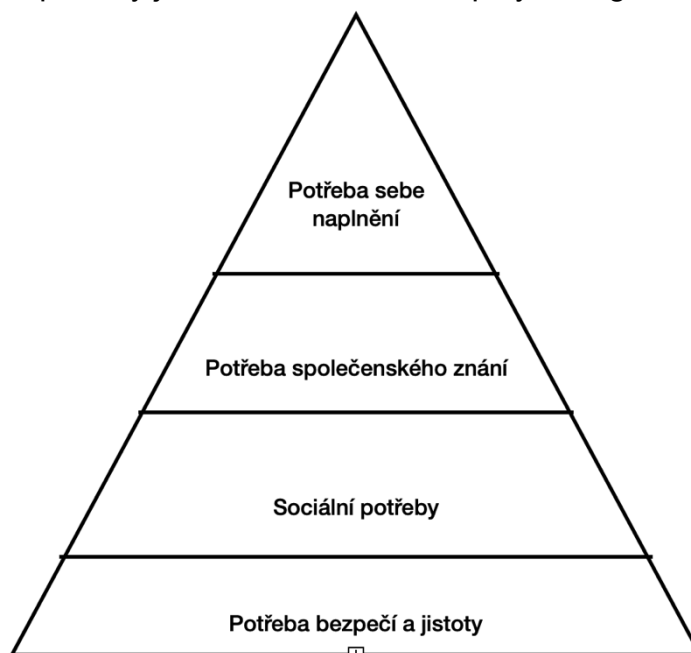 Potřeba sebe
naplnění
Potřeba společenského znání
Sociální potřeby
Potřeba bezpečí a jistoty